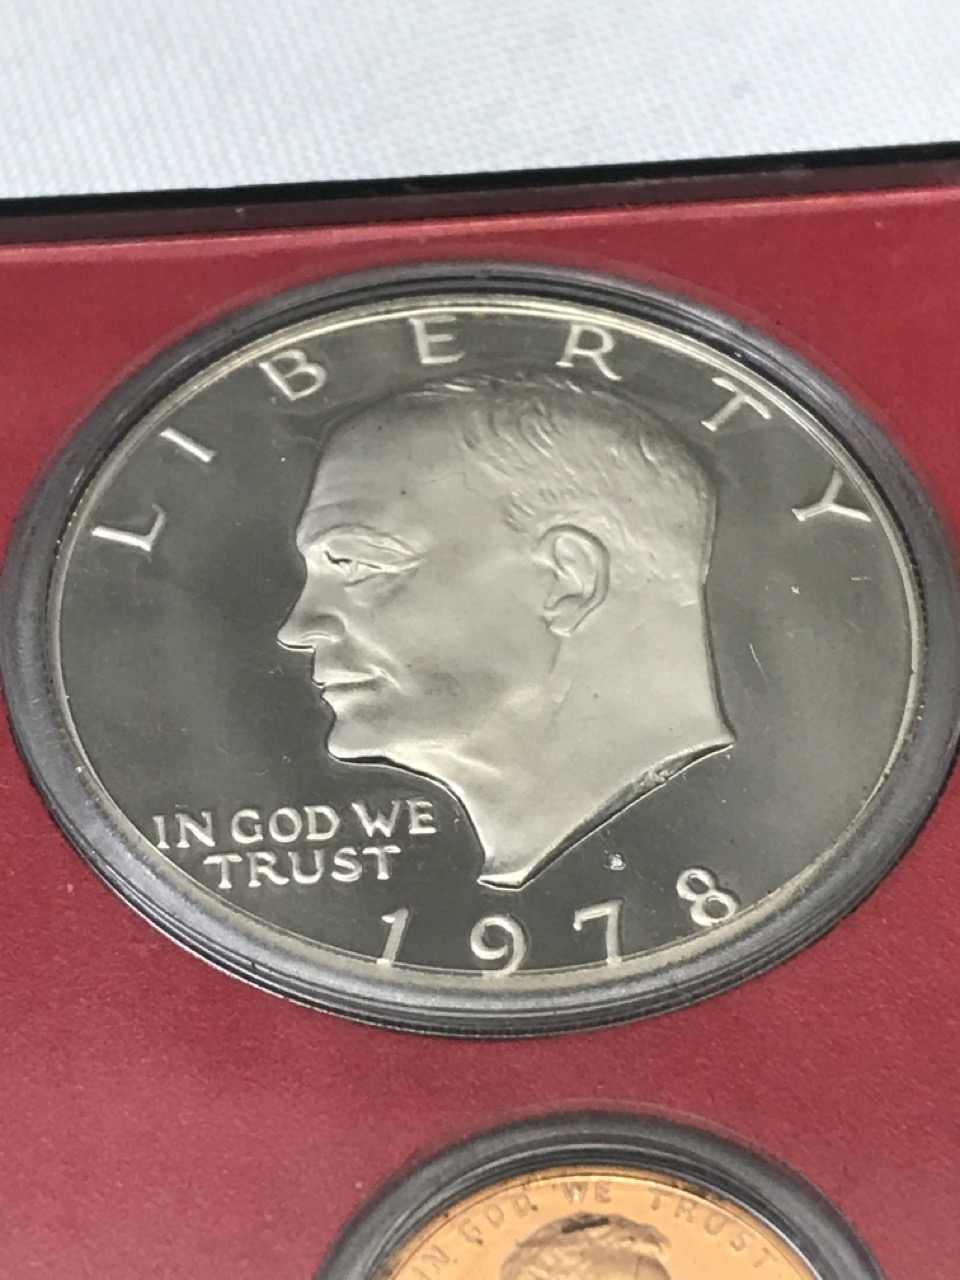 LIBERTY
IN GOD WE
TRUST
1978
IN GOD WE TRUST